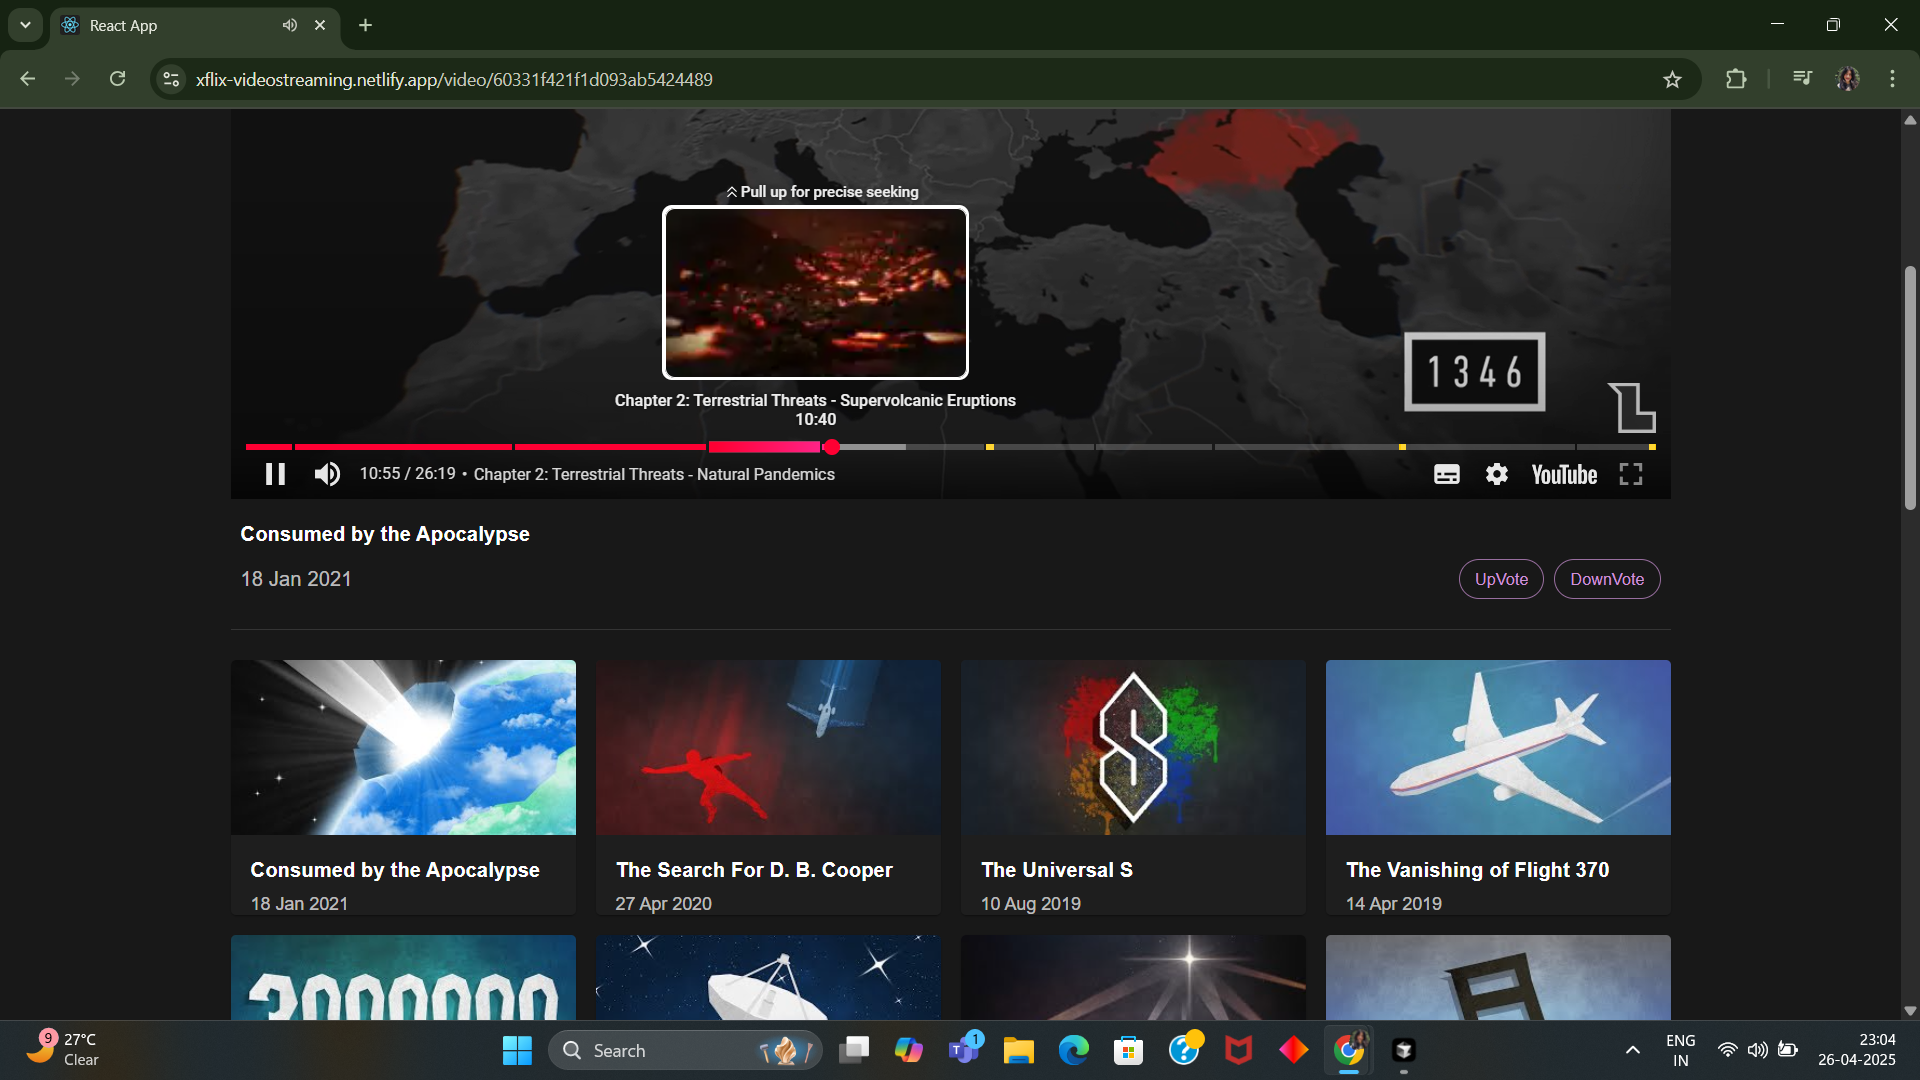 React App
xflix-videostreaming.netlify.app/video/60331f421f1d093ab5424489
Pull up for precise seeking
1346
Chapter 2: Terrestrial Threats - Supervolcanic Eruptions
10:40
10:55 / 26:19 • Chapter 2: Terrestrial Threats - Natural Pandemics
YouTube
Consumed by the Apocalypse
18 Jan 2021
UpVote
DownVote
Consumed by the Apocalypse
18 Jan 2021
The Search For D. B. Cooper
27 Apr 2020
The Universal S
10 Aug 2019
The Vanishing of Flight 370
14 Apr 2019
3000000
9
27°C
Clear
Search
1
ENG
IN
23:04
26-04-2025